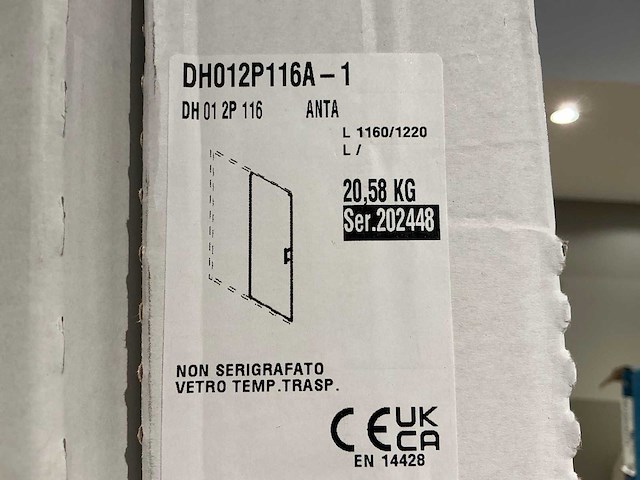 DH012P116A-1
DH 01 2P 116 ANTA
L 1160/1220
L /
20,58 KG
Ser.202448
NON SERIGRAFATO
VETRO TEMP.TRASP.
CE UK
CA
EN 14428